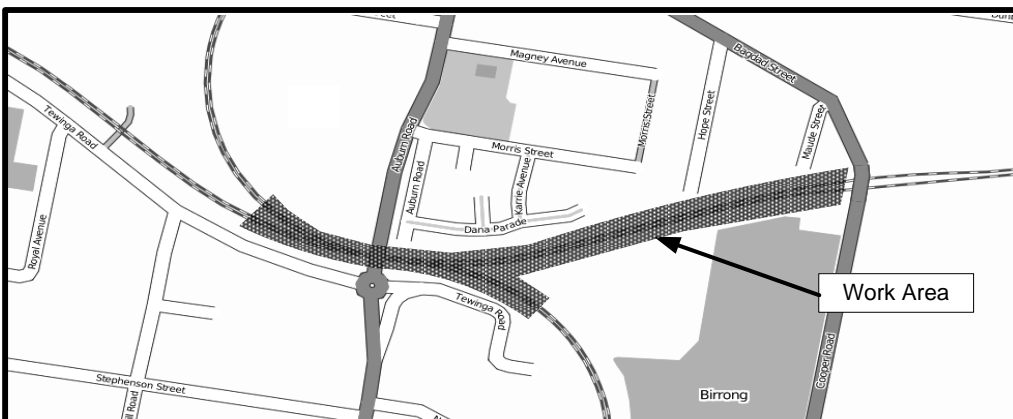 Magney Avenue
Bagdad Street
Tewinga Road
Auburn Road
Morris Street
Hope Street
Maude Street
Morris Street
Auburn Road
Karrie Avenue
Royal Avenue
Dana Parade
Work Area
Tewinga Road
Cooper Road
Stephenson Street
Birrong